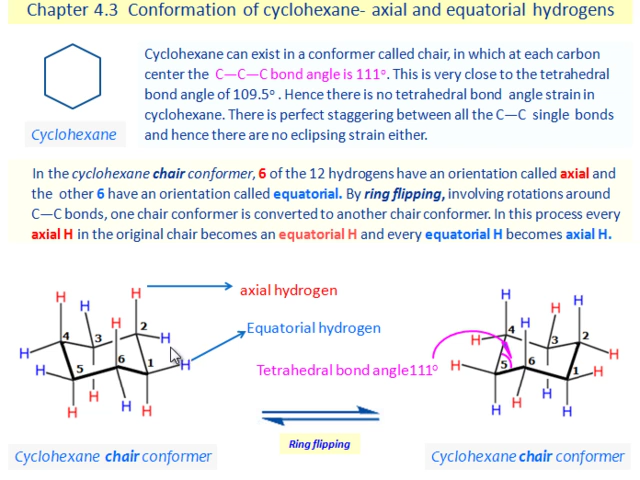 Chapter 4.3 Conformation of cyclohexane- axial and equatorial hydrogens
Cyclohexane can exist in a conformer called chair, in which at each carbon
center the C—C—C bond angle is 111°. This is very close to the tetrahedral
bond angle of 109.5° . Hence there is no tetrahedral bond angle strain in
cyclohexane. There is perfect staggering between all the C—C single bonds
and hence there are no eclipsing strain either.
Cyclohexane
In the cyclohexane chair conformer, 6 of the 12 hydrogens have an orientation called axial and
the other 6 have an orientation called equatorial. By ring flipping, involving rotations around
C—C bonds, one chair conformer is converted to another chair conformer. In this process every
axial H in the original chair becomes an equatorial H and every equatorial H becomes axial H.
H H H H 4 3 2 H H 6 1 H H 5 H H H H
axial hydrogen
Equatorial hydrogen
Tetrahedral bond angle111°
Ring flipping
H H H H 4 H 3 2 H H 5 6 1 H H H H H
Cyclohexane chair conformer
Cyclohexane chair conformer